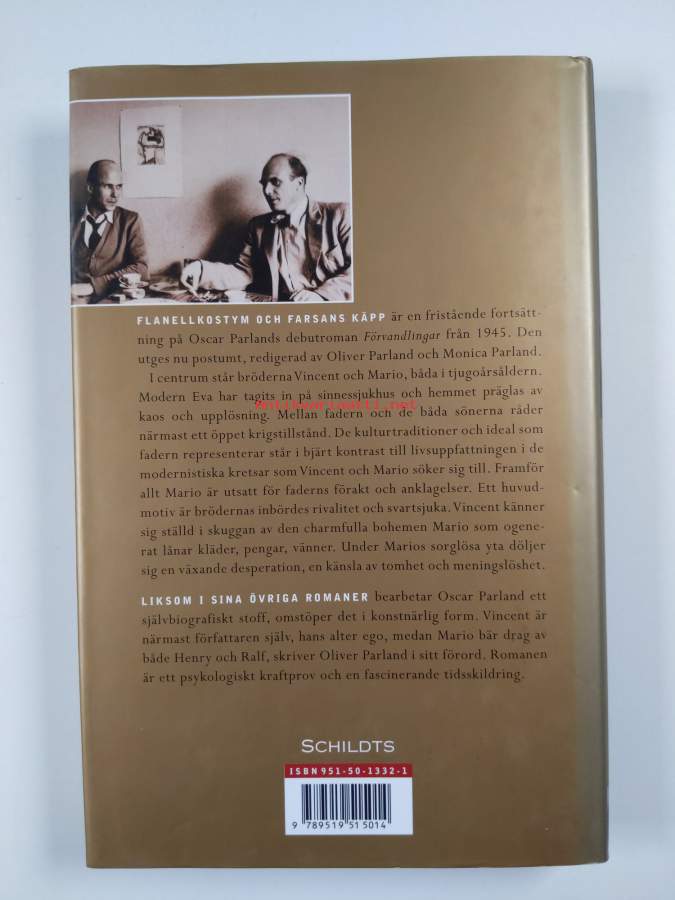 FLANELLKOSTYM OCH FARSANS KÄPP är en fristående fortsätt-
ning på Oscar Parlands debutroman Förvandlingar från 1945. Den
utges nu postumt, redigerad av Oliver Parland och Monica Parland.
I centrum står bröderna Vincent och Mario, båda i tjugoårsåldern.
Modern Eva har tagits in på sinnessjukhus och hemmet präglas av
kaos och upplösning. Mellan fadern och de båda sönerna råder
närmast ett öppet krigstillstånd. De kulturtraditioner och ideal som
fadern representerar står i bjärt kontrast till livsuppfattningen i de
modernistiska kretsar som Vincent och Mario söker sig till. Framför
allt Mario är utsatt för faderns förakt och anklagelser. Ett huvud-
motiv är brödernas inbördes rivalitet och svartsjuka. Vincent känner
sig ställd i skuggan av den charmfulla bohemen Mario som ogene-
rat lånar kläder, pengar, vänner. Under Marios sorglösa yta döljer
sig en växande desperation, en känsla av tomhet och meningslöshet.
LIKSOM I SINA ÖVRIGA ROMANER bearbetar Oscar Parland ett
självbiografiskt stoff, omstöper det i konstnärlig form. Vincent är
närmast författaren själv, hans alter ego, medan Mario bär drag av
både Henry och Ralf, skriver Oliver Parland i sitt förord. Romanen
är ett psykologiskt kraftprov och en fascinerande tidsskildring.
SCHILDTS
ISBN 951-50-1332-1
9 789519 515014